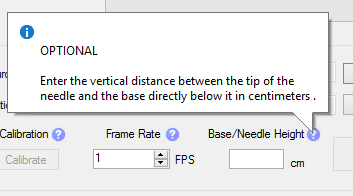 OPTIONAL
Enter the vertical distance between the tip of the
needle and the base directly below it in centimeters .
Calibration ? Frame Rate ? Base/Needle Height ?
Calibrate 1 FPS cm